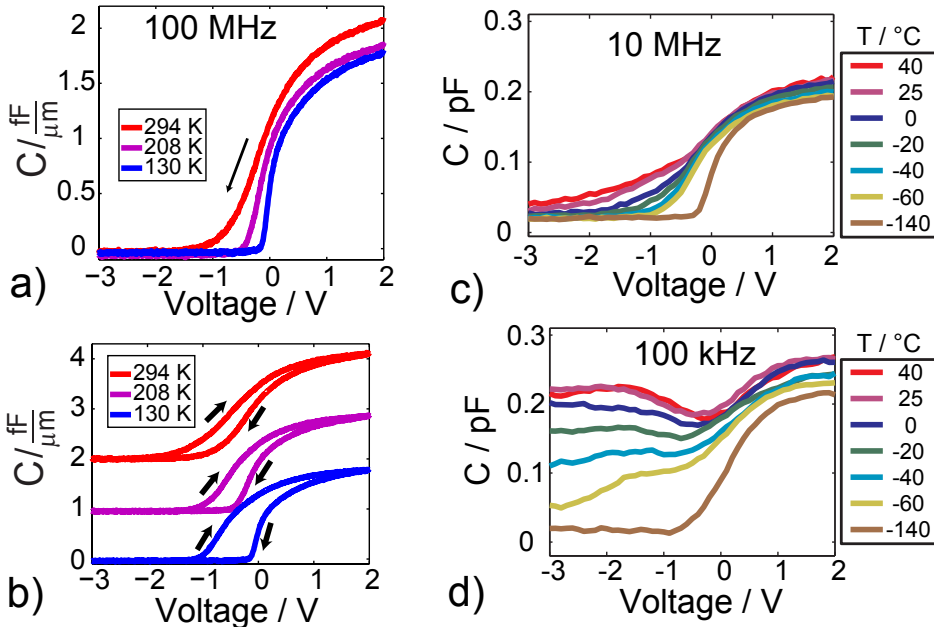 100 MHz
C / fF/μm
2
1.5
1
0.5
0
294 K
208 K
130 K
−3 −2 −1 0 1 2
Voltage / V
a)
C / fF/μm
4
3
2
1
0
294 K
208 K
130 K
−3 −2 −1 0 1 2
Voltage / V
b)
10 MHz
C / pF
0.3
0.2
0.1
0
-3 -2 -1 0 1 2
Voltage / V
c)
T / °C
40
25
0
-20
-40
-60
-140
100 kHz
C / pF
0.3
0.2
0.1
0
-3 -2 -1 0 1 2
Voltage / V
d)
T / °C
40
25
0
-20
-40
-60
-140